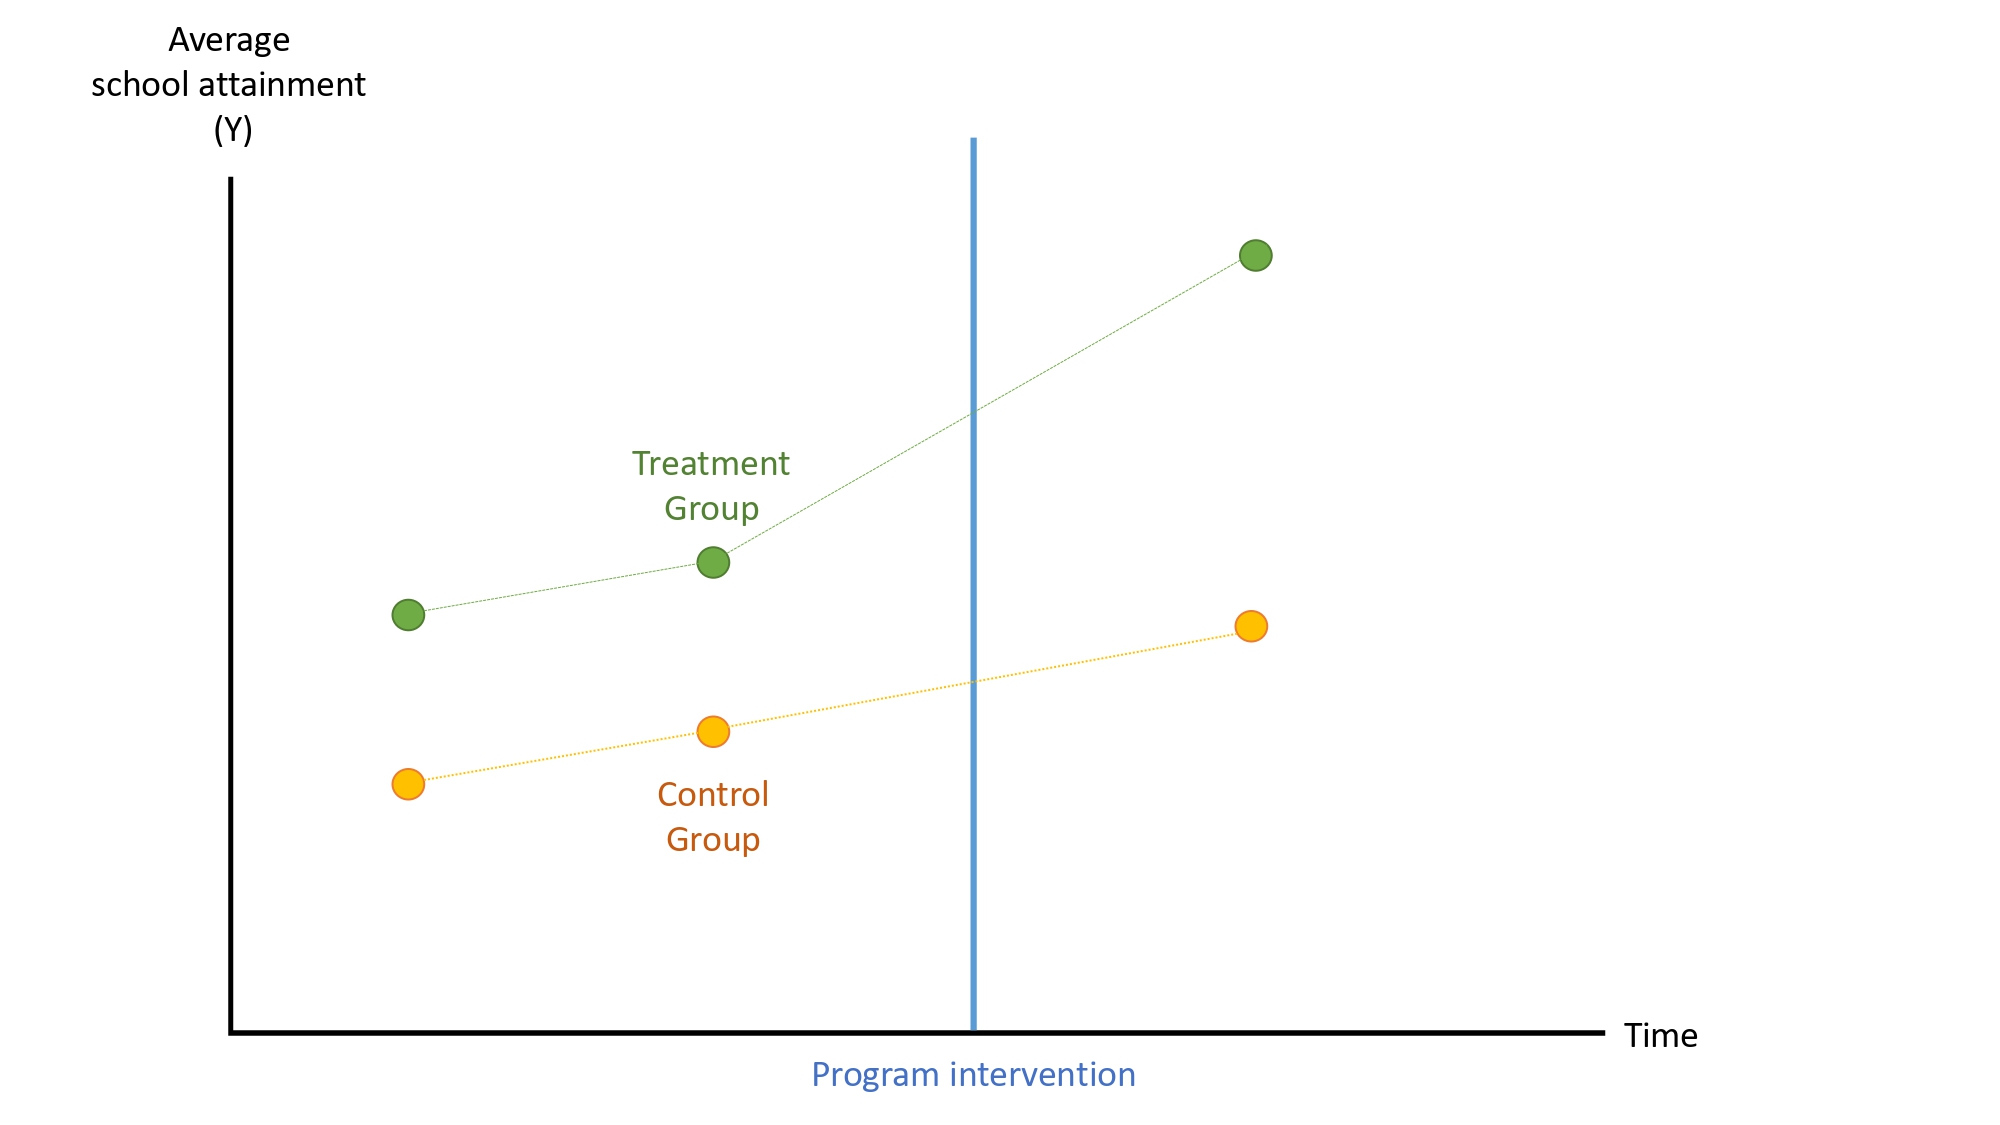 Average
school attainment
(Y)
Treatment
Group
Control
Group
Time
Program intervention